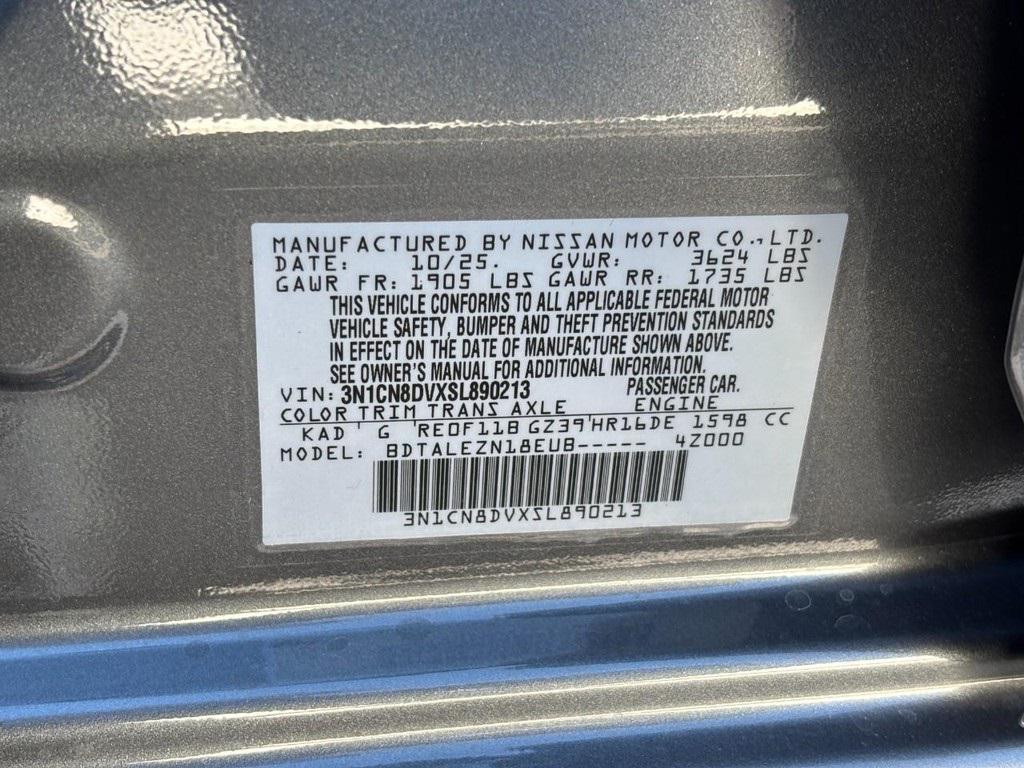 MANUFACTURED BY NISSAN MOTOR CO., LTD.
DATE: 10/25. GVWR: 3624 LBS
GAWR FR: 1905 LBS GAWR RR: 1735 LBS
THIS VEHICLE CONFORMS TO ALL APPLICABLE FEDERAL MOTOR
VEHICLE SAFETY, BUMPER AND THEFT PREVENTION STANDARDS
IN EFFECT ON THE DATE OF MANUFACTURE SHOWN ABOVE.
SEE OWNER'S MANUAL FOR ADDITIONAL INFORMATION.
VIN: 3N1CN8DVXSL890213 PASSENGER CAR.
COLOR TRIM TRANS AXLE ENGINE
KAD ' G 'RE0F11B GZ39'HR16DE 1598 CC
MODEL: BDTALEZN18EUB----- 4Z000
3N1CN8DVXSL890213